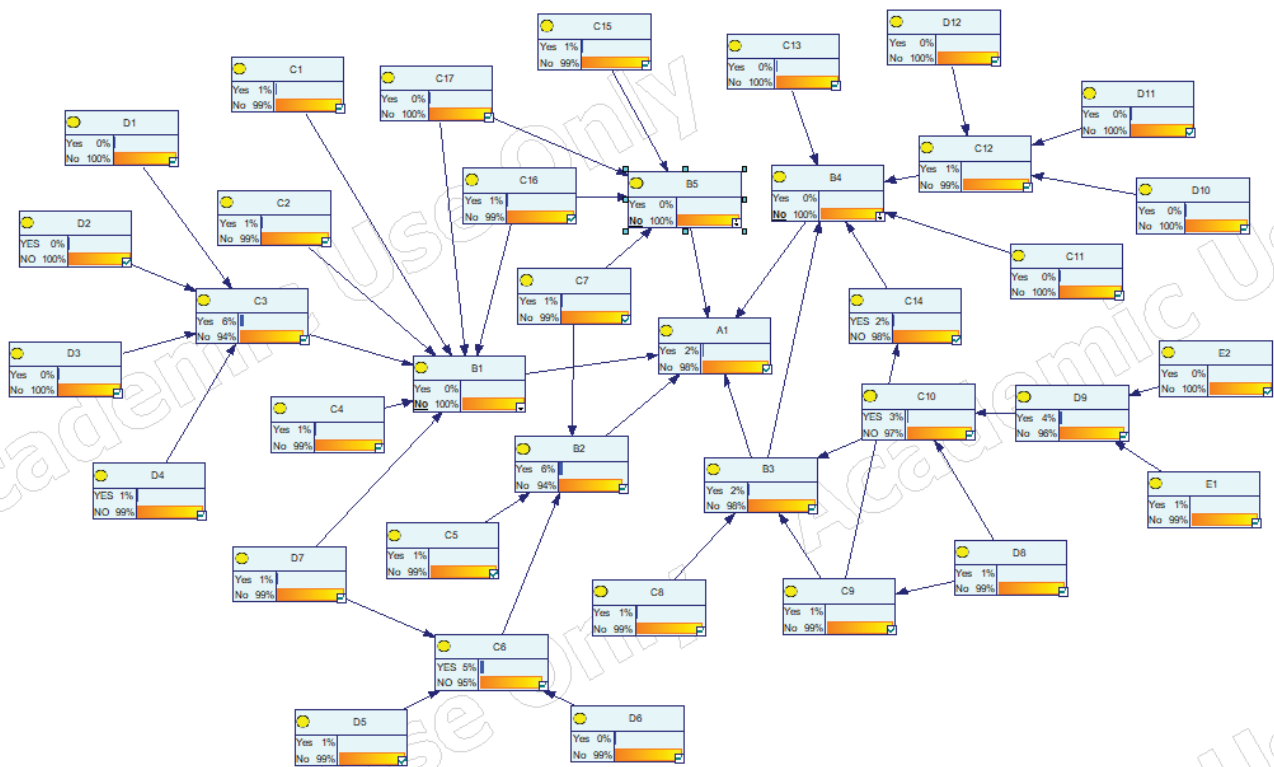 C15
Yes 1%
No 99%
D12
Yes 0%
No 100%
C13
Yes 0%
No 100%
C1
Yes 1%
No 99%
C17
Yes 0%
No 100%
D11
Yes 0%
No 100%
D1
Yes 0%
No 100%
C12
Yes 1%
No 99%
C16
Yes 1%
No 99%
B5
Yes 0%
No 100%
B4
Yes 0%
No 100%
D10
Yes 0%
No 100%
C2
Yes 1%
No 99%
D2
YES 0%
NO 100%
C11
Yes 0%
No 100%
C7
Yes 1%
No 99%
C3
Yes 6%
No 94%
C14
YES 2%
NO 98%
A1
Yes 2%
No 98%
D3
Yes 0%
No 100%
E2
Yes 0%
No 100%
B1
Yes 0%
No 100%
C10
YES 3%
NO 97%
D9
Yes 4%
No 96%
C4
Yes 1%
No 99%
B2
Yes 6%
No 94%
B3
Yes 2%
No 98%
D4
YES 1%
NO 99%
E1
Yes 1%
No 99%
C5
Yes 1%
No 99%
D7
Yes 1%
No 99%
D8
Yes 1%
No 99%
C8
Yes 1%
No 99%
C9
Yes 1%
No 99%
C6
YES 5%
NO 95%
D5
Yes 1%
No 99%
D6
Yes 0%
No 99%
Academic Use Only
Academic Use Only